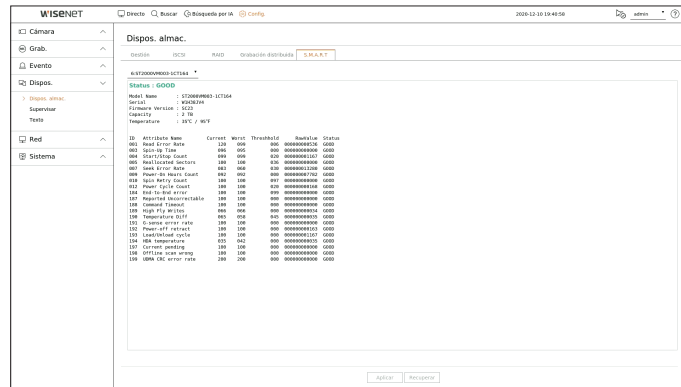 WISENET
Directo Buscar Búsqueda por IA Config. 2020-12-10 19:40:58 admin
Cámara
Grab.
Evento
Dispos.
> Dispos. almac.
Supervisar
Texto
Red
Sistema
Dispos. almac.
Gestión iSCSI RAID Grabación distribuida S.M.A.R.T
6:ST2000VM003-1CT164
Status : GOOD
Model Name : ST2000VM003-1CT164
Serial : W2438JV4
Firmware Version : SC23
Capacity : 2 TB
Temperature : 35℃ / 95℉
ID Attribute Name Current Worst Threshhold RawValue Status
001 Read Error Rate 120 099 006 000000000536 GOOD
003 Spin-Up Time 096 095 000 000000000000 GOOD
004 Start/Stop Count 099 099 020 000000001167 GOOD
005 Reallocated Sectors 100 100 036 000000000000 GOOD
007 Seek Error Rate 083 060 030 000000013280 GOOD
009 Power-On Hours Count 092 092 000 000000007782 GOOD
010 Spin Retry Count 100 100 097 000000000000 GOOD
012 Power Cycle Count 100 100 020 000000000168 GOOD
184 End-to-End error 100 100 099 000000000000 GOOD
187 Reported Uncorrectable 100 100 000 000000000000 GOOD
188 Command Timeout 100 100 000 000000000000 GOOD
189 High Fly Writes 066 066 000 000000000034 GOOD
190 Temperature Diff 065 058 045 000000000035 GOOD
191 G-sense error rate 100 100 000 000000000000 GOOD
192 Power-off retract 100 100 000 000000000163 GOOD
193 Load/Unload cycle 100 100 000 000000001167 GOOD
194 HDA temperature 035 042 000 000000000035 GOOD
197 Current pending 100 100 000 000000000000 GOOD
198 Offline scan wrong 100 100 000 000000000000 GOOD
199 UDMA CRC error rate 200 200 000 000000000000 GOOD
Aplicar Recuperar